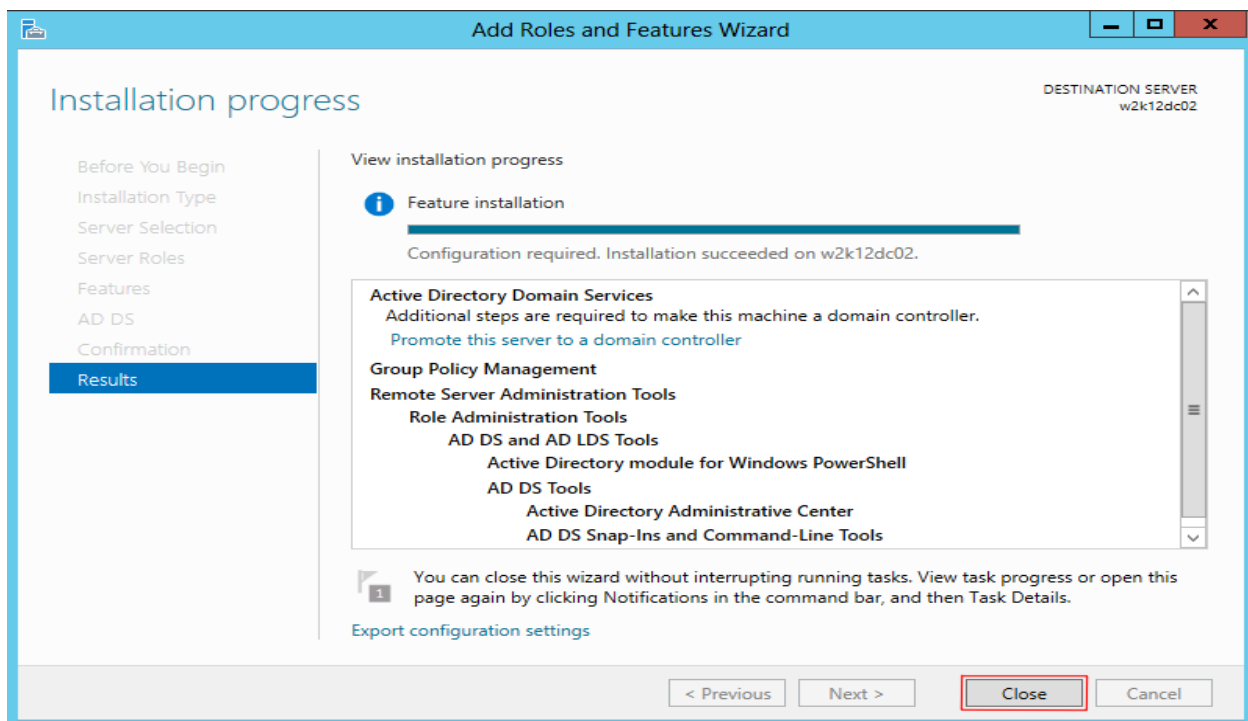 Add Roles and Features Wizard
Installation progress
DESTINATION SERVER
w2k12dc02
Before You Begin
Installation Type
Server Selection
Server Roles
Features
AD DS
Confirmation
Results
View installation progress
Feature installation
Configuration required. Installation succeeded on w2k12dc02.
Active Directory Domain Services
Additional steps are required to make this machine a domain controller.
Promote this server to a domain controller
Group Policy Management
Remote Server Administration Tools
Role Administration Tools
AD DS and AD LDS Tools
Active Directory module for Windows PowerShell
AD DS Tools
Active Directory Administrative Center
AD DS Snap-Ins and Command-Line Tools
1
You can close this wizard without interrupting running tasks. View task progress or open this
page again by clicking Notifications in the command bar, and then Task Details.
Export configuration settings
< Previous
Next >
Close
Cancel